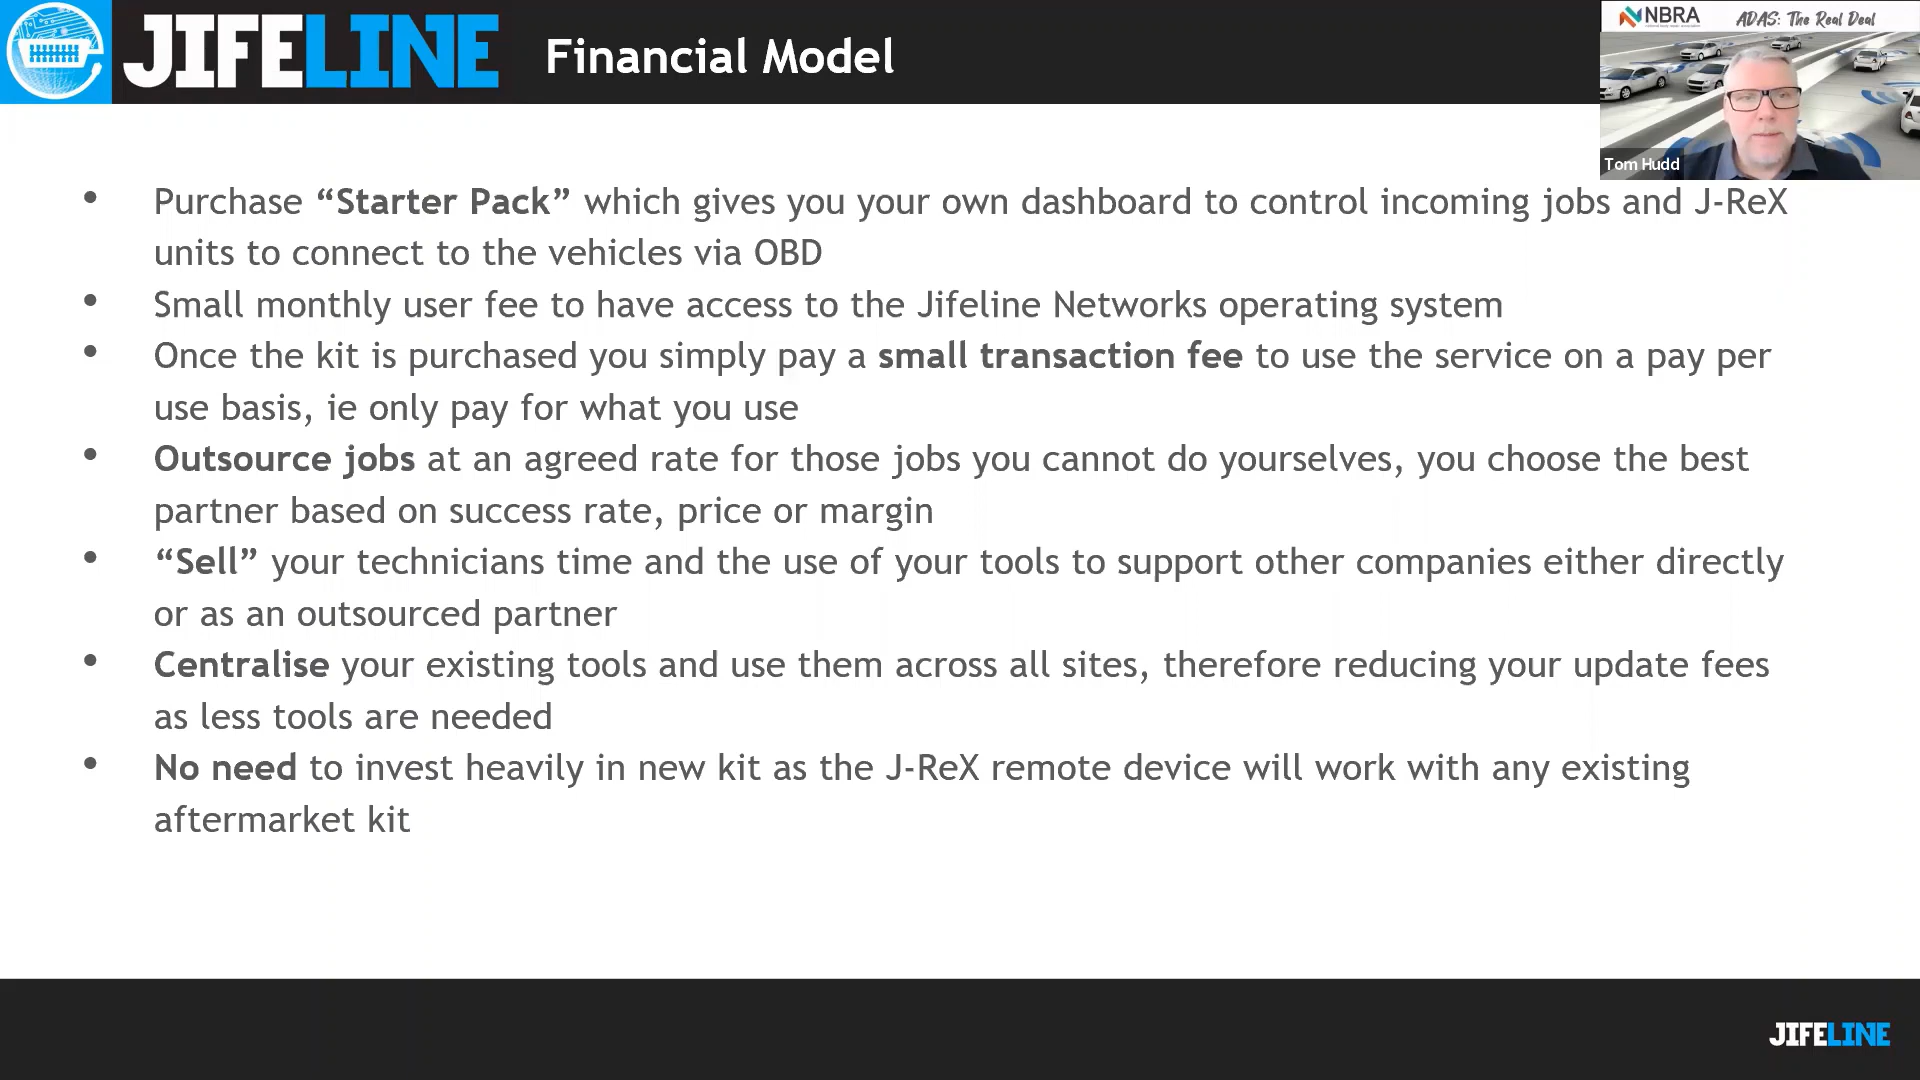 JIFELINE Financial Model
NBRA ADAS: The Real Deal
Tom Hudd
• Purchase “Starter Pack” which gives you your own dashboard to control incoming jobs and J-ReX
units to connect to the vehicles via OBD
• Small monthly user fee to have access to the Jifeline Networks operating system
• Once the kit is purchased you simply pay a small transaction fee to use the service on a pay per
use basis, ie only pay for what you use
• Outsource jobs at an agreed rate for those jobs you cannot do yourselves, you choose the best
partner based on success rate, price or margin
• “Sell” your technicians time and the use of your tools to support other companies either directly
or as an outsourced partner
• Centralise your existing tools and use them across all sites, therefore reducing your update fees
as less tools are needed
• No need to invest heavily in new kit as the J-ReX remote device will work with any existing
aftermarket kit
JIFELINE